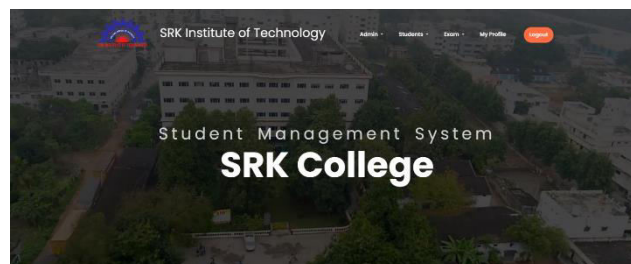 SRK Institute of Technology
Admin
Students
Exam
My Profile
Logout
Student Management System
SRK College